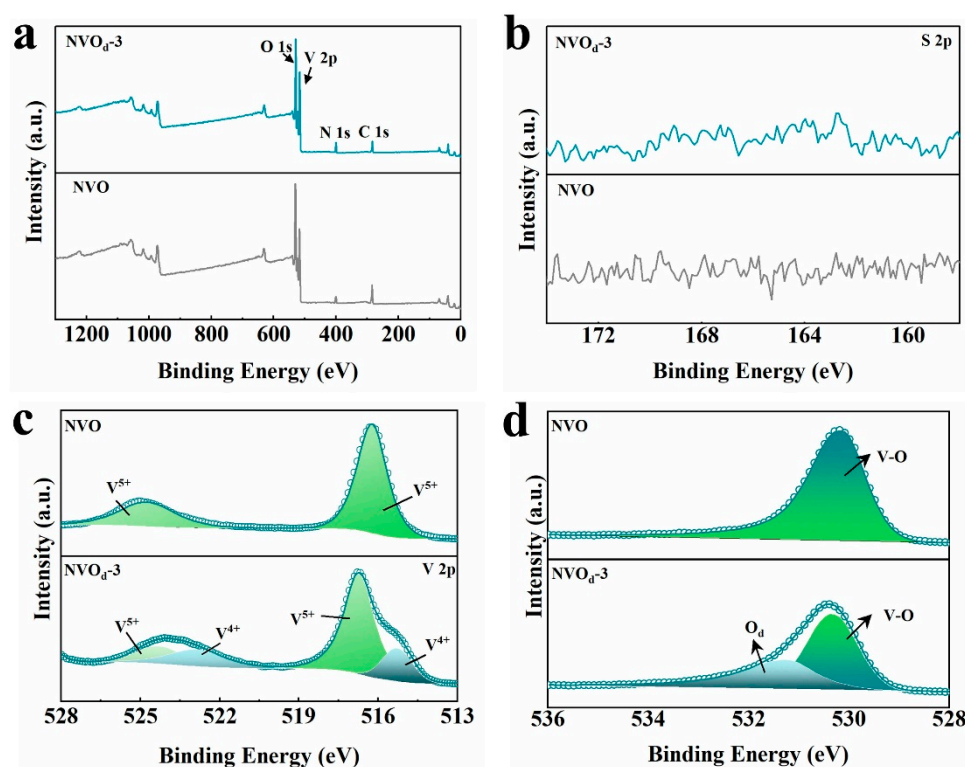 a
NVOd-3
O 1s
V 2p
N 1s C 1s
NVO
Intensity (a.u.)
1200 1000 800 600 400 200 0
Binding Energy (eV)
b
NVOd-3
S 2p
NVO
Intensity (a.u.)
172 168 164 160
Binding Energy (eV)
c
NVO
V5+
V5+
NVOd-3
V 2p
V5+
V4+
V5+
V4+
Intensity (a.u.)
528 525 522 519 516 513
Binding Energy (eV)
d
NVO
V-O
NVOd-3
Od
V-O
Intensity (a.u.)
536 534 532 530 528
Binding Energy (eV)